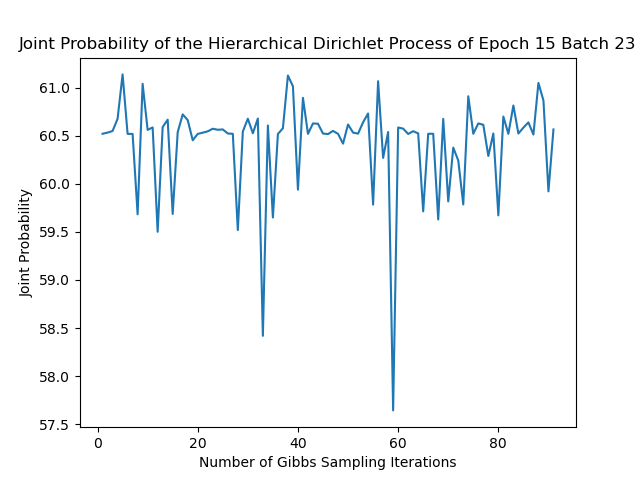 Joint Probability of the Hierarchical Dirichlet Process of Epoch 15 Batch 23
61.0
60.5
60.0
59.5
59.0
58.5
58.0
57.5
Joint Probability
0 20 40 60 80
Number of Gibbs Sampling Iterations